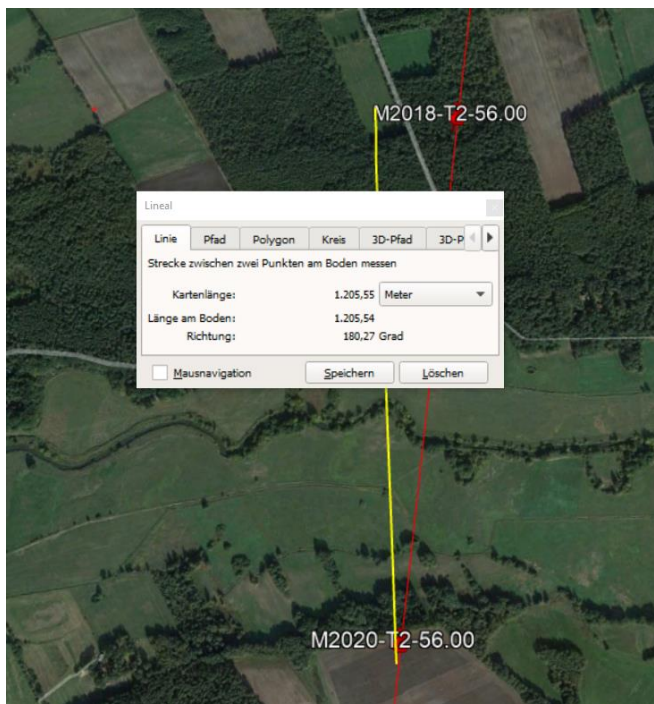 M2018-T2-56.00
Lineal
Linie Pfad Polygon Kreis 3D-Pfad 3D-P
Strecke zwischen zwei Punkten am Boden messen
Kartenlänge: 1.205,55 Meter
Länge am Boden: 1.205,54
Richtung: 180,27 Grad
Mausnavigation Speichern Löschen
M2020-T2-56.00